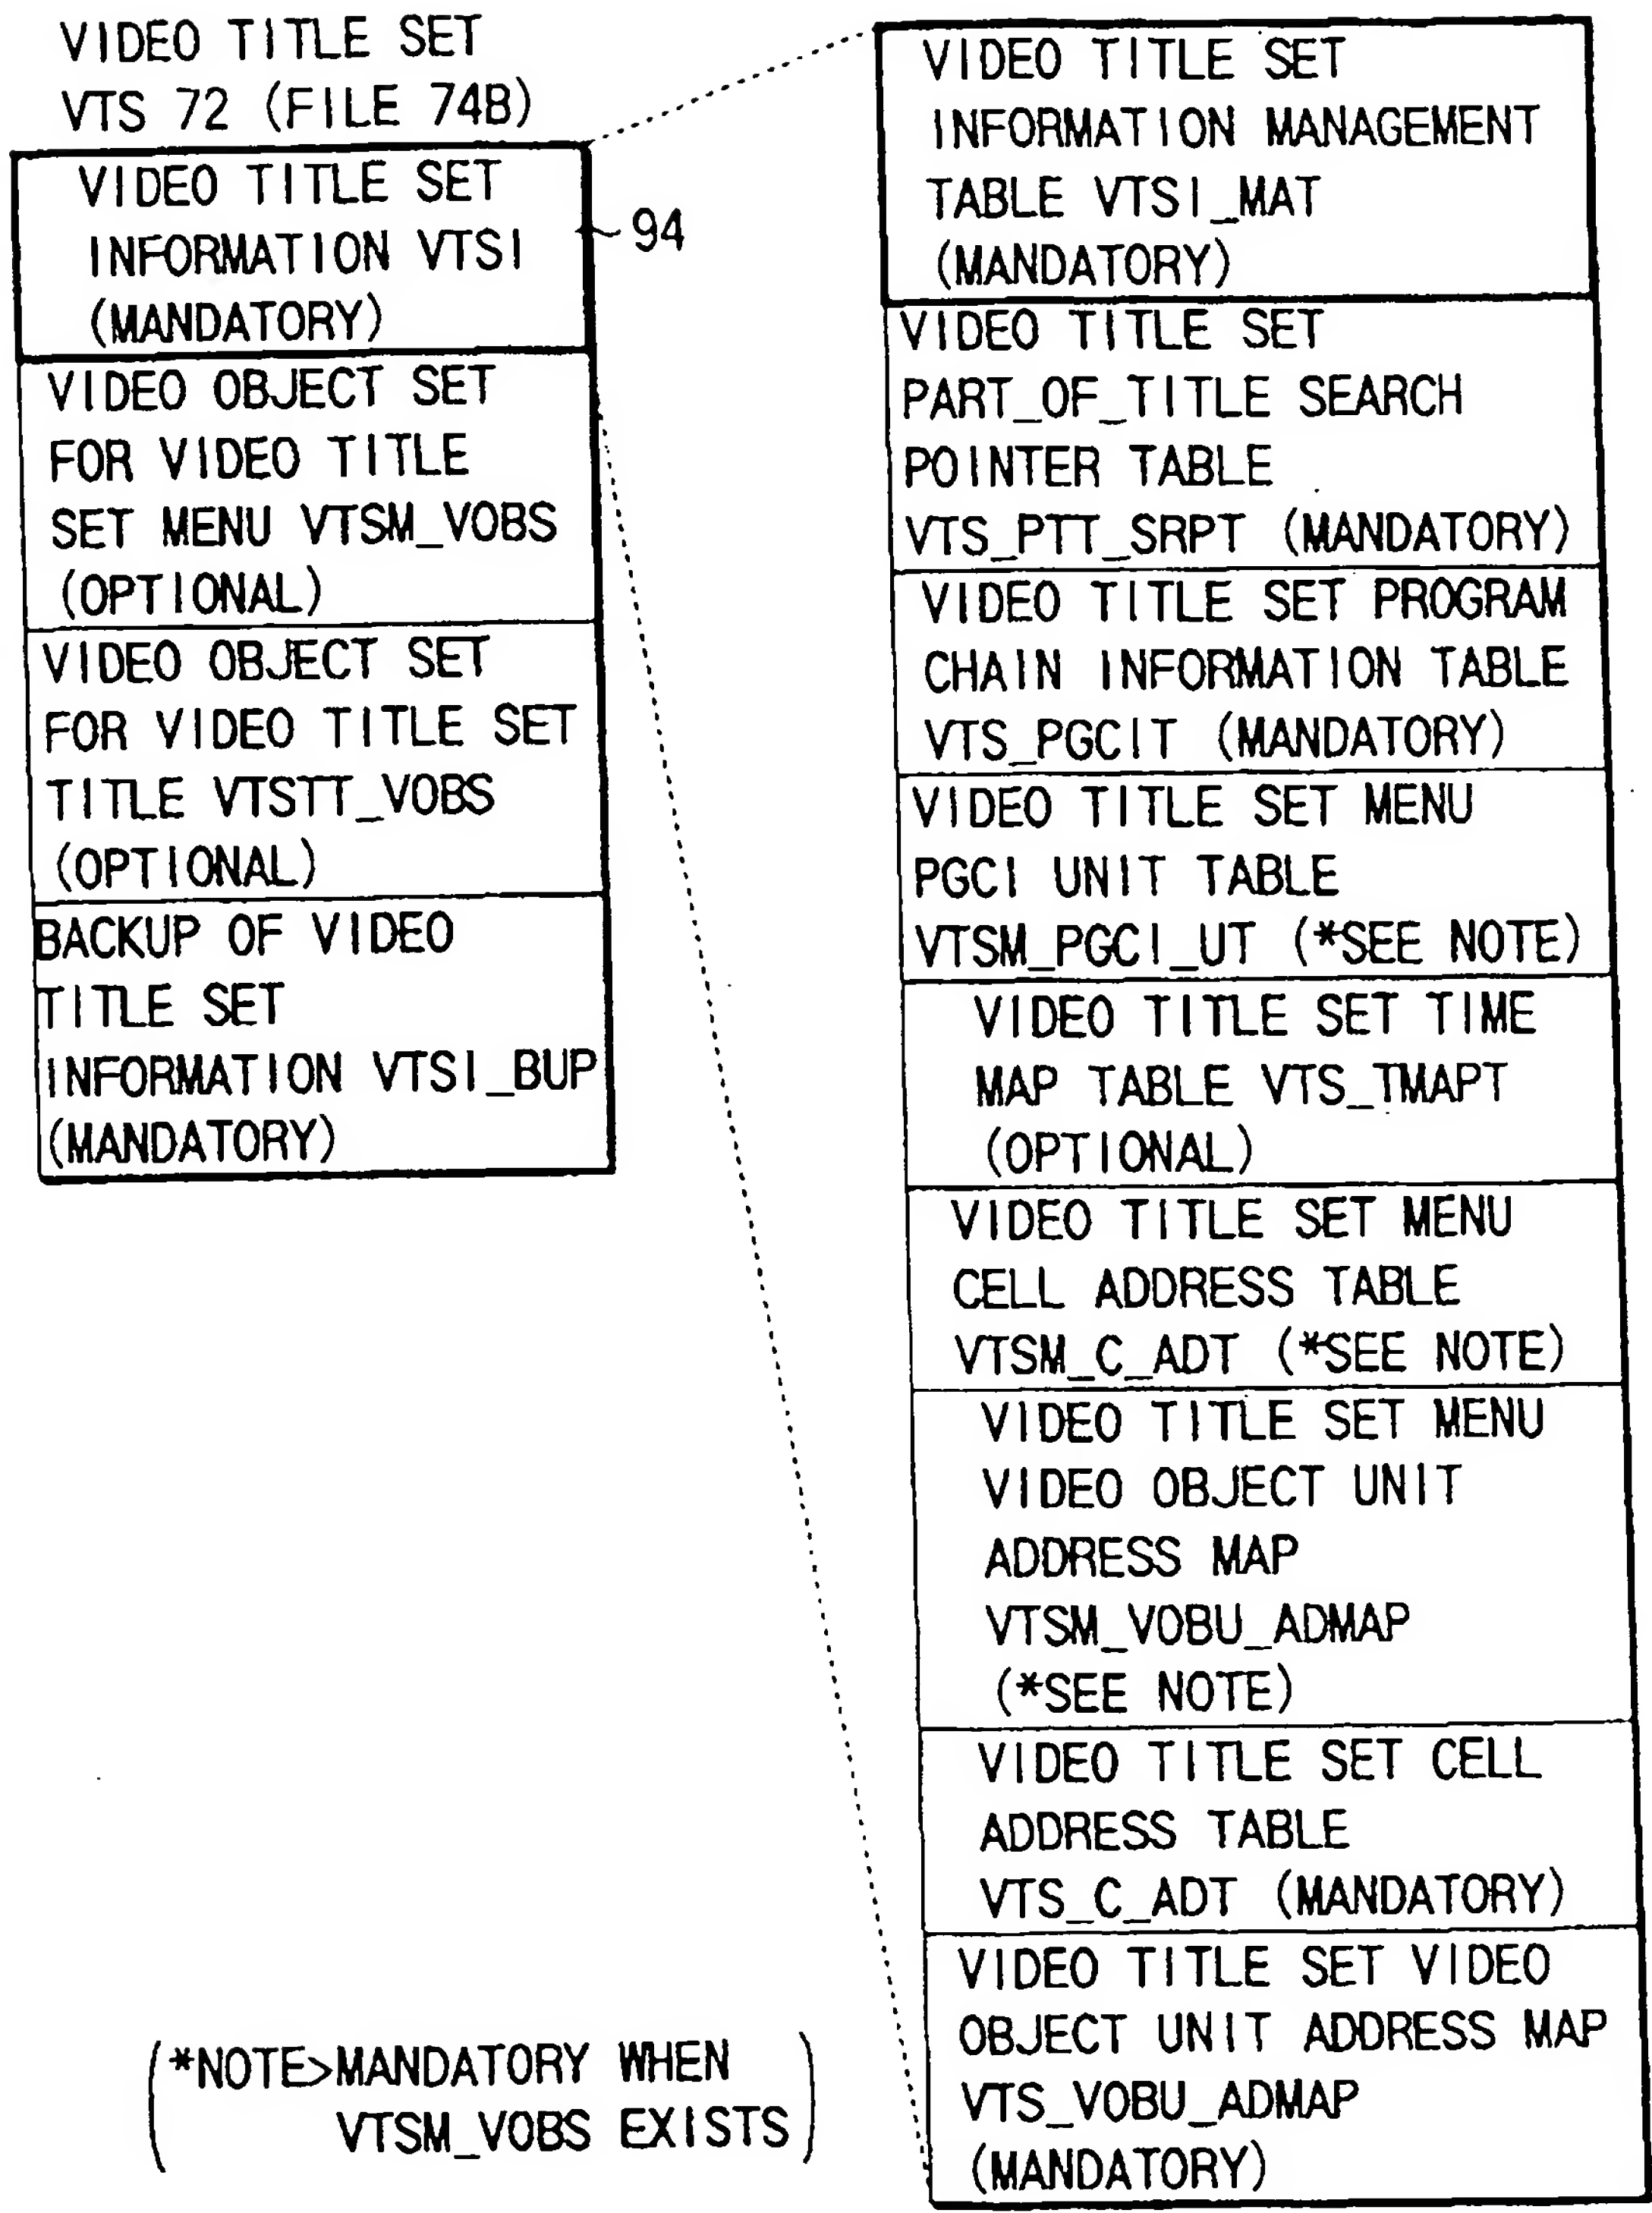 VIDEO TITLE SET
VTS 72 (FILE 74B)
VIDEO TITLE SET
INFORMATION VTSI
(MANDATORY)
94
VIDEO OBJECT SET
FOR VIDEO TITLE
SET MENU VTSM_VOBS
(OPTIONAL)
VIDEO OBJECT SET
FOR VIDEO TITLE SET
TITLE VTSTT_VOBS
(OPTIONAL)
BACKUP OF VIDEO
TITLE SET
INFORMATION VTSI_BUP
(MANDATORY)
VIDEO TITLE SET
INFORMATION MANAGEMENT
TABLE VTSI_MAT
(MANDATORY)
VIDEO TITLE SET
PART_OF_TITLE SEARCH
POINTER TABLE
VTS_PTT_SRPT (MANDATORY)
VIDEO TITLE SET PROGRAM
CHAIN INFORMATION TABLE
VTS_PGCIT (MANDATORY)
VIDEO TITLE SET MENU
PGCI UNIT TABLE
VTSM_PGCI_UT (*SEE NOTE)
VIDEO TITLE SET TIME
MAP TABLE VTS_TMAPT
(OPTIONAL)
VIDEO TITLE SET MENU
CELL ADDRESS TABLE
VTSM_C_ADT (*SEE NOTE)
VIDEO TITLE SET MENU
VIDEO OBJECT UNIT
ADDRESS MAP
VTSM_VOBU_ADMAP
(*SEE NOTE)
VIDEO TITLE SET CELL
ADDRESS TABLE
VTS_C_ADT (MANDATORY)
VIDEO TITLE SET VIDEO
OBJECT UNIT ADDRESS MAP
VTS_VOBU_ADMAP
(MANDATORY)
(*NOTE>MANDATORY WHEN
VTSM_VOBS EXISTS)